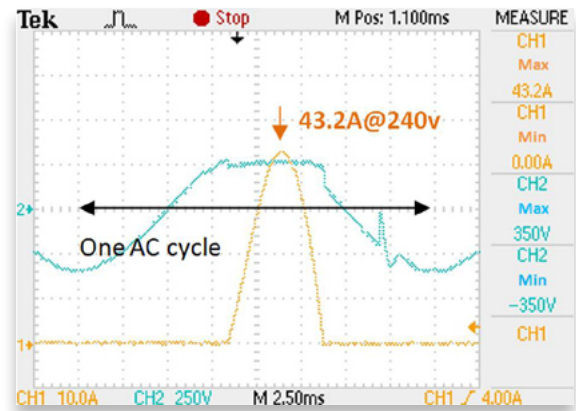 Tek Stop M Pos: 1.100ms MEASURE
CH1
Max
43.2A
CH1
Min
0.00A
CH2
Max
350V
CH2
Min
-350V
CH1
43.2A@240v
2
One AC cycle
1
CH1 10.0A CH2 250V M 2.50ms CH1 4.00A